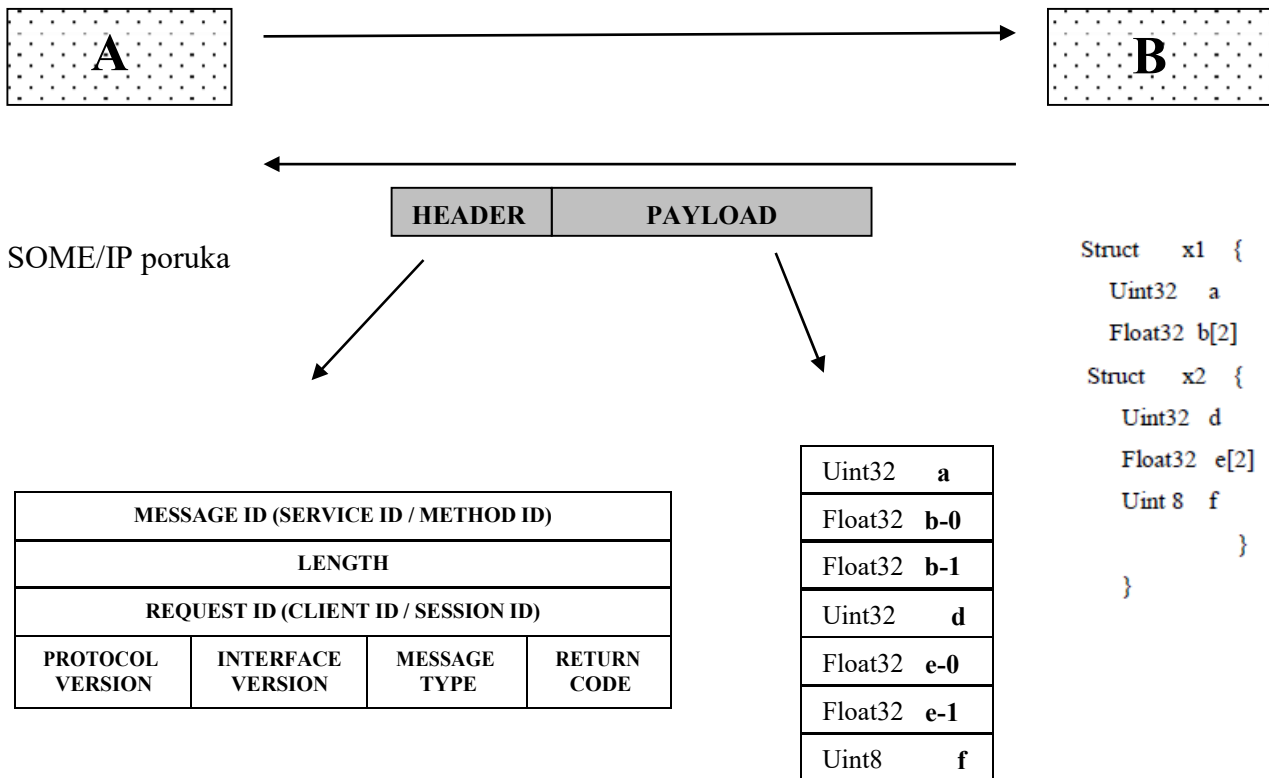 A
B
HEADER PAYLOAD
SOME/IP poruka
Struct x1 {
Uint32 a
Float32 b[2]
Struct x2 {
Uint32 d
Float32 e[2]
Uint 8 f
}
}
MESSAGE ID (SERVICE ID / METHOD ID)
LENGTH
REQUEST ID (CLIENT ID / SESSION ID)
PROTOCOL VERSION INTERFACE VERSION MESSAGE TYPE RETURN CODE
Uint32 a
Float32 b-0
Float32 b-1
Uint32 d
Float32 e-0
Float32 e-1
Uint8 f